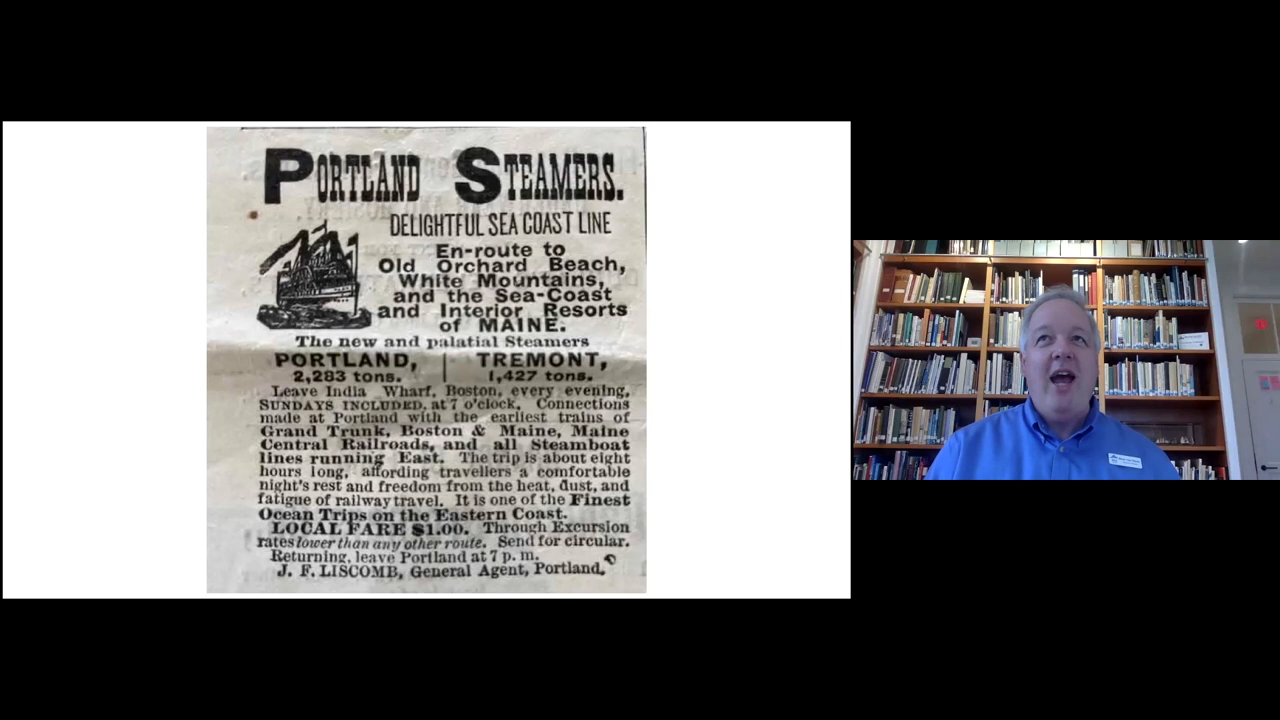 PORTLAND STEAMERS.
DELIGHTFUL SEA COAST LINE
En-route to
Old Orchard Beach,
White Mountains,
and the Sea-Coast
and Interior Resorts
of MAINE.
The new and palatial Steamers
PORTLAND, | TREMONT,
2,283 tons. | 1,427 tons.
Leave India Wharf, Boston, every evening,
SUNDAYS INCLUDED, at 7 o'clock. Connections
made at Portland with the earliest trains of
Grand Trunk, Boston & Maine, Maine
Central Railroads, and all Steamboat
lines running East. The trip is about eight
hours long, affording travellers a comfortable
night's rest and freedom from the heat, dust, and
fatigue of railway travel. It is one of the Finest
Ocean Trips on the Eastern Coast.
LOCAL FARE $1.00. Through Excursion
rates lower than any other route. Send for circular.
Returning, leave Portland at 7 p. m.
J. F. LISCOMB, General Agent, Portland.